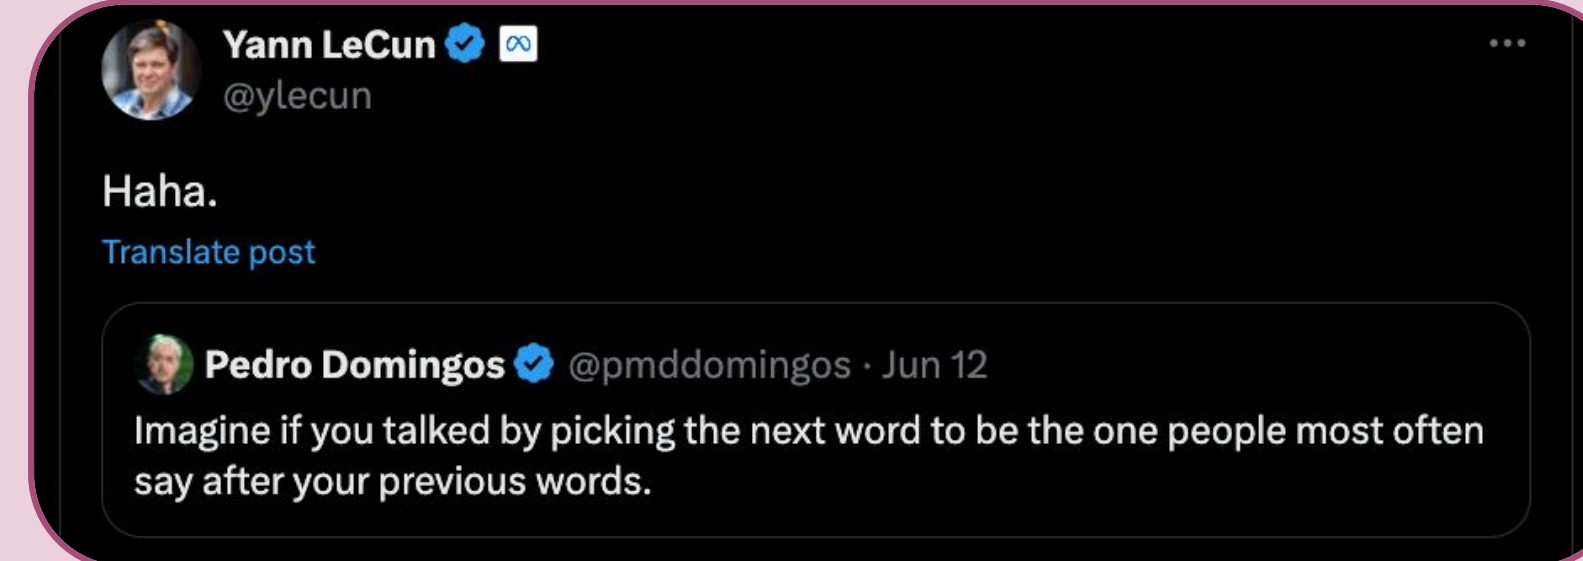 Yann LeCun
@ylecun
Haha.
Translate post
Pedro Domingos @pmddomingos · Jun 12
Imagine if you talked by picking the next word to be the one people most often
say after your previous words.